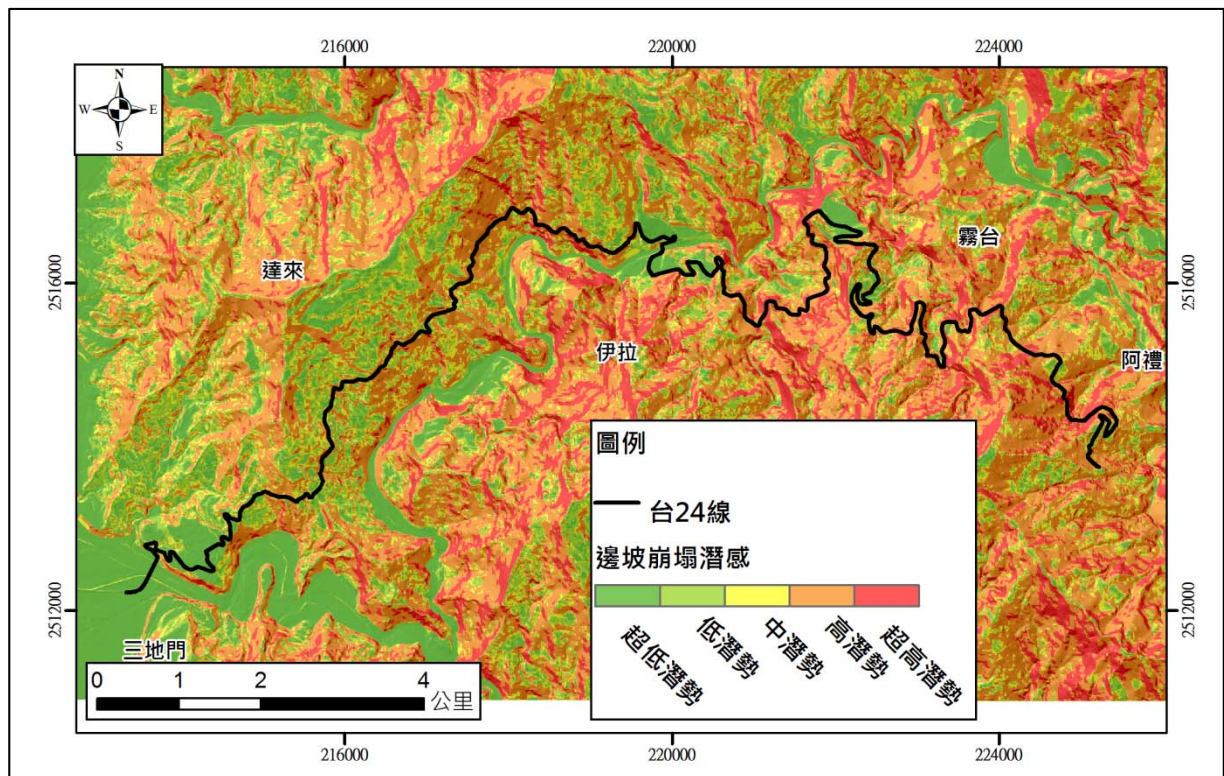 216000
220000
224000
N
W
E
S
霧台
達來
2516000
2516000
伊拉
阿禮
圖例
台24線
邊坡崩塌潛感
超低潛勢
低潛勢
中潛勢
高潛勢
超高潛勢
2512000
2512000
三地門
0
1
2
4
公里
216000
220000
224000